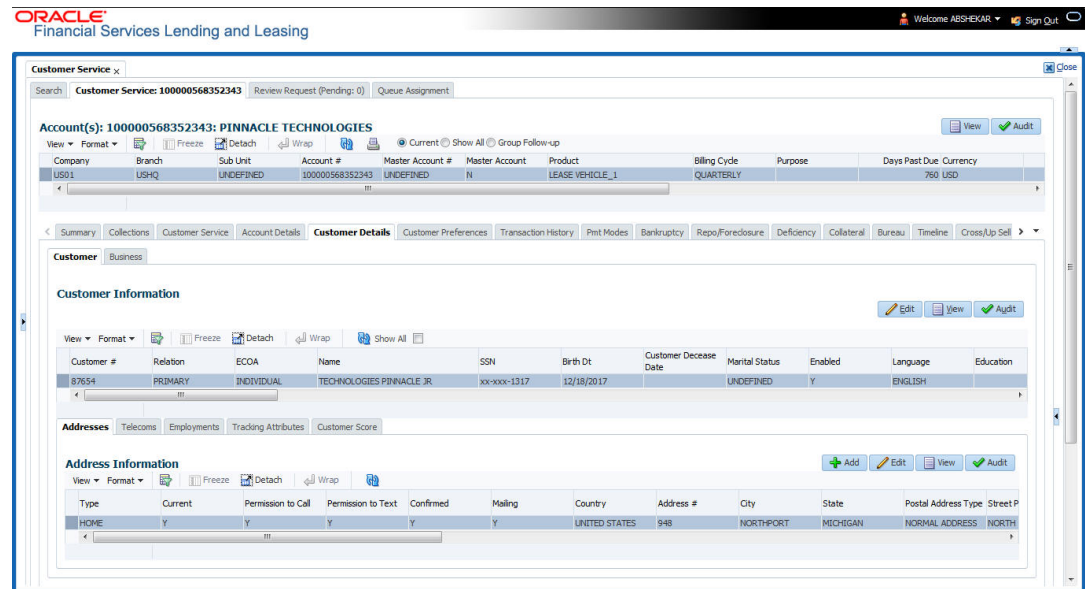 ORACLE
Financial Services Lending and Leasing
Welcome ABSHEKAR Sign Out
Customer Service x
Close
Search Customer Service: 100000568352343 Review Request (Pending: 0) Queue Assignment
Account(s): 100000568352343: PINNACLE TECHNOLOGIES
View Audit
View Format Freeze Detach Wrap Current Show All Group Follow-up
Company Branch Sub Unit Account # Master Account # Master Account Product Billing Cycle Purpose Days Past Due Currency
US01 USHQ UNDEFINED 100000568352343 UNDEFINED N LEASE VEHICLE_1 QUARTERLY 760 USD
Summary Collections Customer Service Account Details Customer Details Customer Preferences Transaction History Pmt Modes Bankruptcy Repo/Foreclosure Deficiency Collateral Bureau Timeline Cross/Up Sell
Customer Business
Customer Information
Edit View Audit
View Format Freeze Detach Wrap Show All
Customer # Relation ECOA Name SSN Birth Dt Customer Decease Date Marital Status Enabled Language Education
87654 PRIMARY INDIVIDUAL TECHNOLOGIES PINNACLE JR xx-xxx-1317 12/18/2017 UNDEFINED Y ENGLISH
Addresses Telecoms Employments Tracking Attributes Customer Score
Address Information
Add Edit View Audit
View Format Freeze Detach Wrap
Type Current Permission to Call Permission to Text Confirmed Mailing Country Address # City State Postal Address Type Street P
HOME Y Y Y Y Y UNITED STATES 948 NORTHPORT MICHIGAN NORMAL ADDRESS NORTH